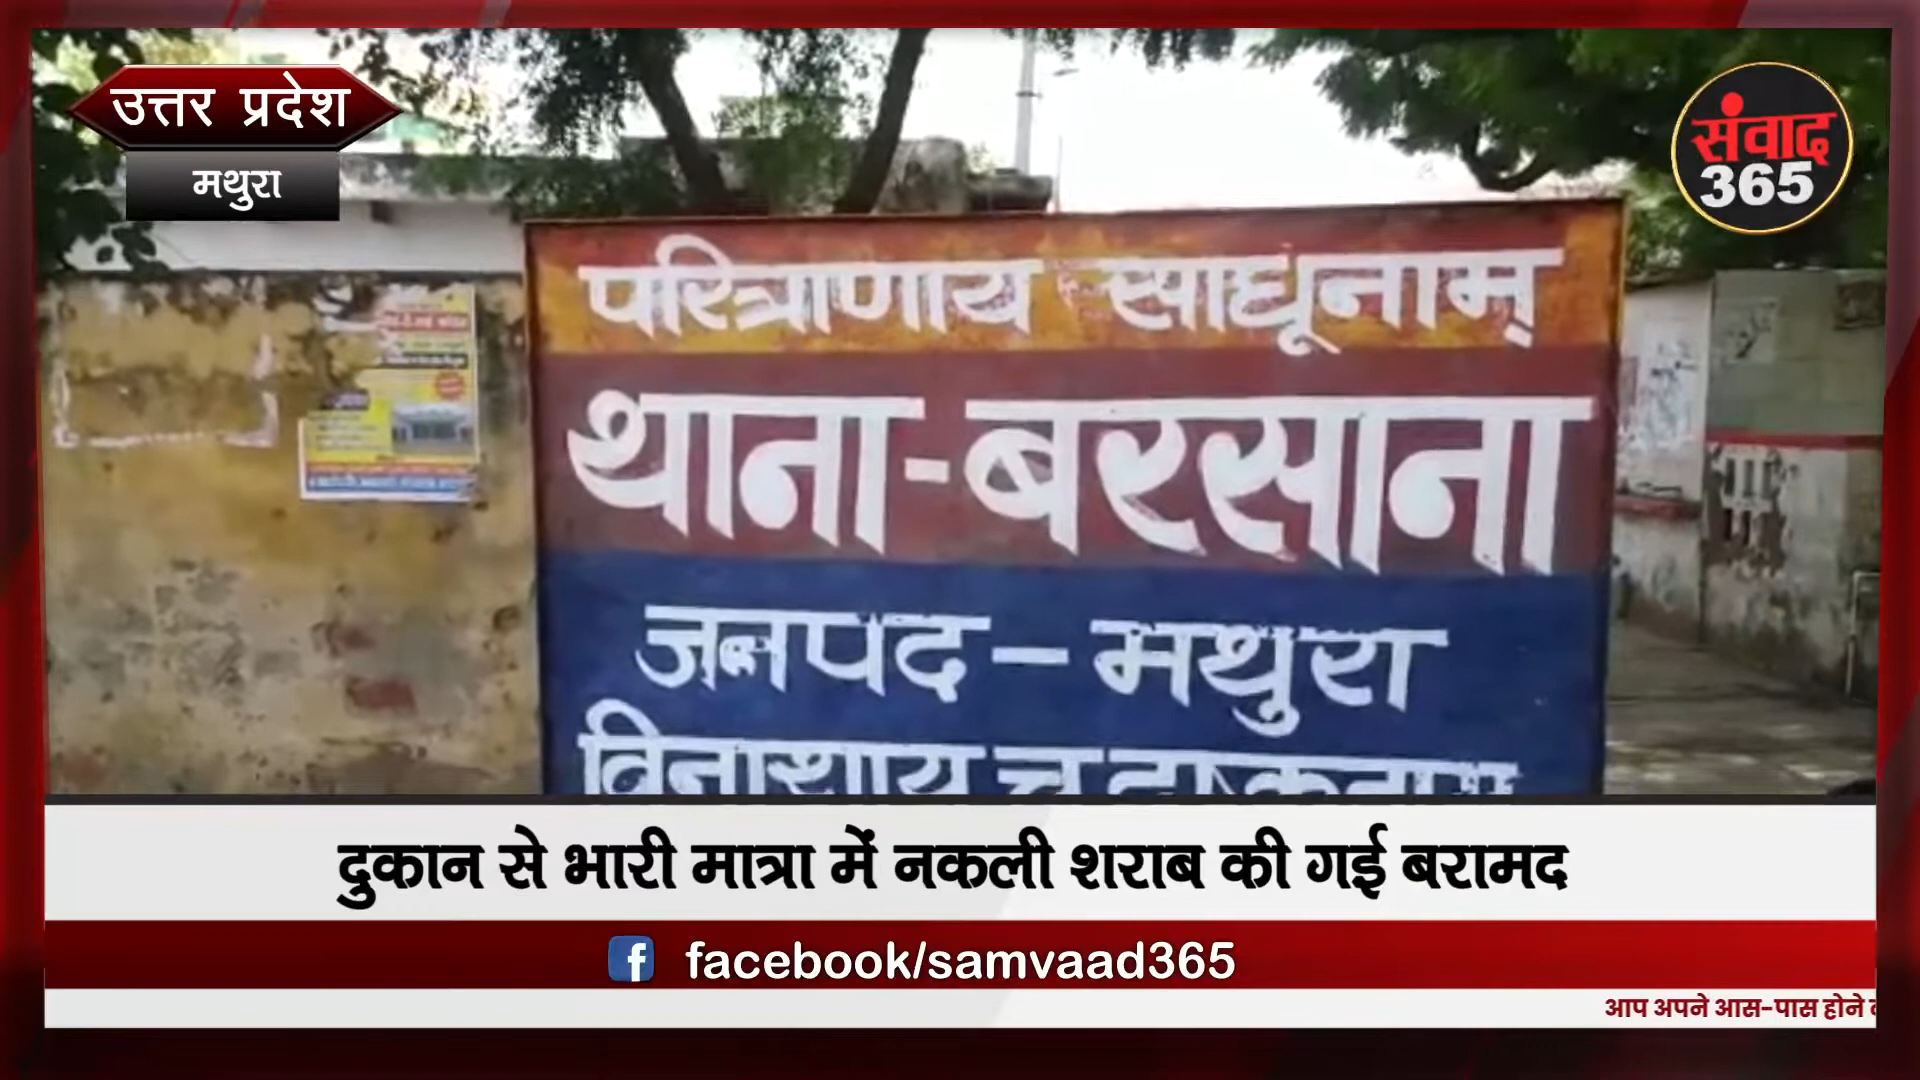 उत्तर प्रदेश
मथुरा
संवाद
365
परित्राणाय साधूनाम्
थाना-बरसाना
जनपद - मथुरा
विनाशाय च
दुकान से भारी मात्रा में नकली शराब की गई बरामद
facebook/samvaad365
आप अपने आस-पास होने